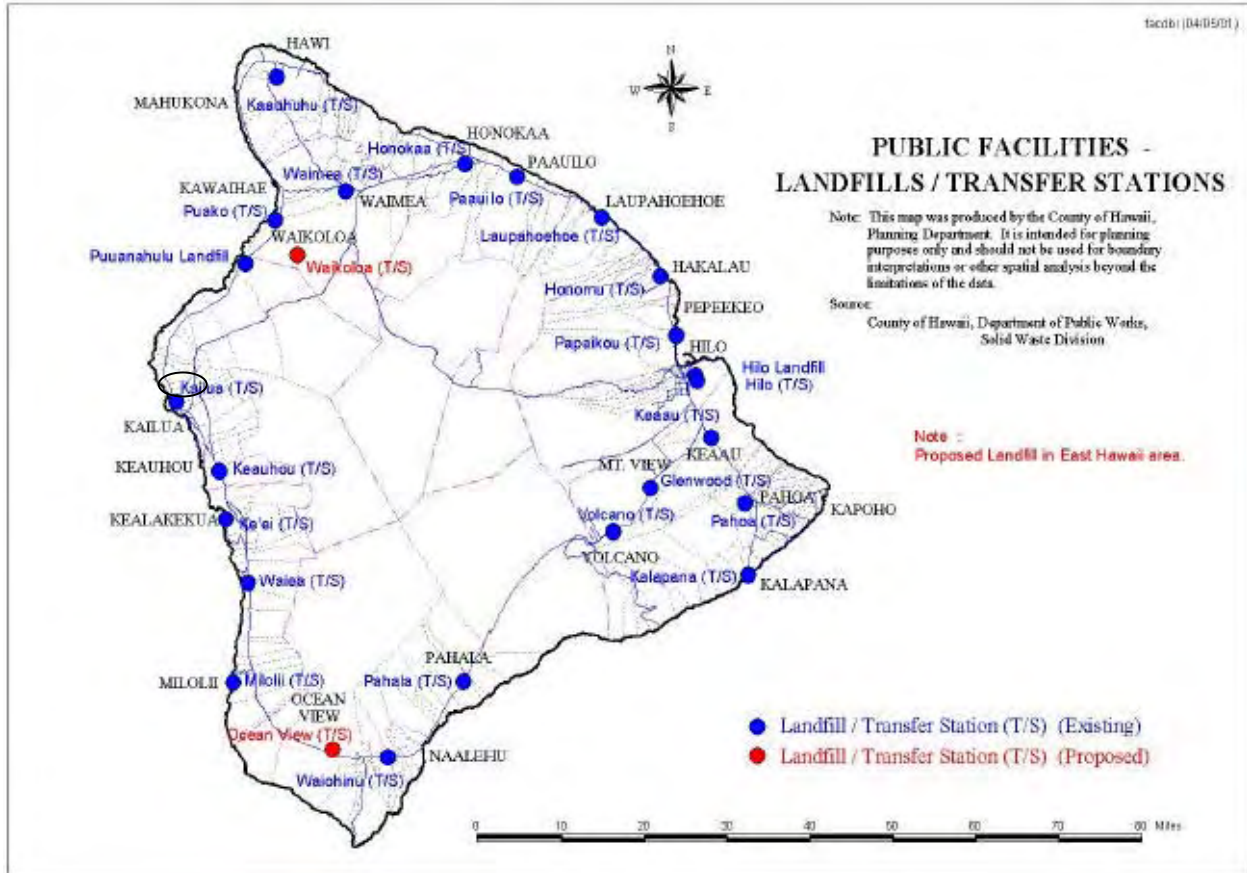 facdbl (04/05/01)
HAWI
Kaauhuhu (T/S)
MAHUKONA
N
W E
S
HONOKAA
Honokaa (T/S)
PAAUILO
Waimea (T/S)
KAWAIHAE
WAIMEA
Paauilo (T/S)
LAUPAHOEHOE
Puako (T/S)
WAIKOLOA
Laupahoehoe (T/S)
Puuanahulu Landfill
Waikoloa (T/S)
HAKALAU
Honomu (T/S)
PEPEEKEO
Papaikou (T/S)
HILO
Hilo Landfill
Hilo (T/S)
Kailua (T/S)
KAILUA
Keaau (T/S)
KEAAU
KEAUHOU
Keauhou (T/S)
MT. VIEW
Glenwood (T/S)
PAHOA
KAPOHO
KEALAKEKUA
Ke'ei (T/S)
Volcano (T/S)
Pahoa (T/S)
VOLCANO
Waiea (T/S)
Kalapana (T/S)
KALAPANA
PAHALA
MILOLII
Milolii (T/S)
Pahala (T/S)
OCEAN
VIEW
Ocean View (T/S)
NAALEHU
Waiohinu (T/S)
PUBLIC FACILITIES -
LANDFILLS / TRANSFER STATIONS
Note: This map was produced by the County of Hawaii,
Planning Department. It is intended for planning
purposes only and should not be used for boundary
interpretations or other spatial analysis beyond the
limitations of the data.
Source:
County of Hawaii, Department of Public Works,
Solid Waste Division
Note :
Proposed Landfill in East Hawaii area.
Landfill / Transfer Station (T/S) (Existing)
Landfill / Transfer Station (T/S) (Proposed)
0 10 20 30 40 50 60 70 80 Miles